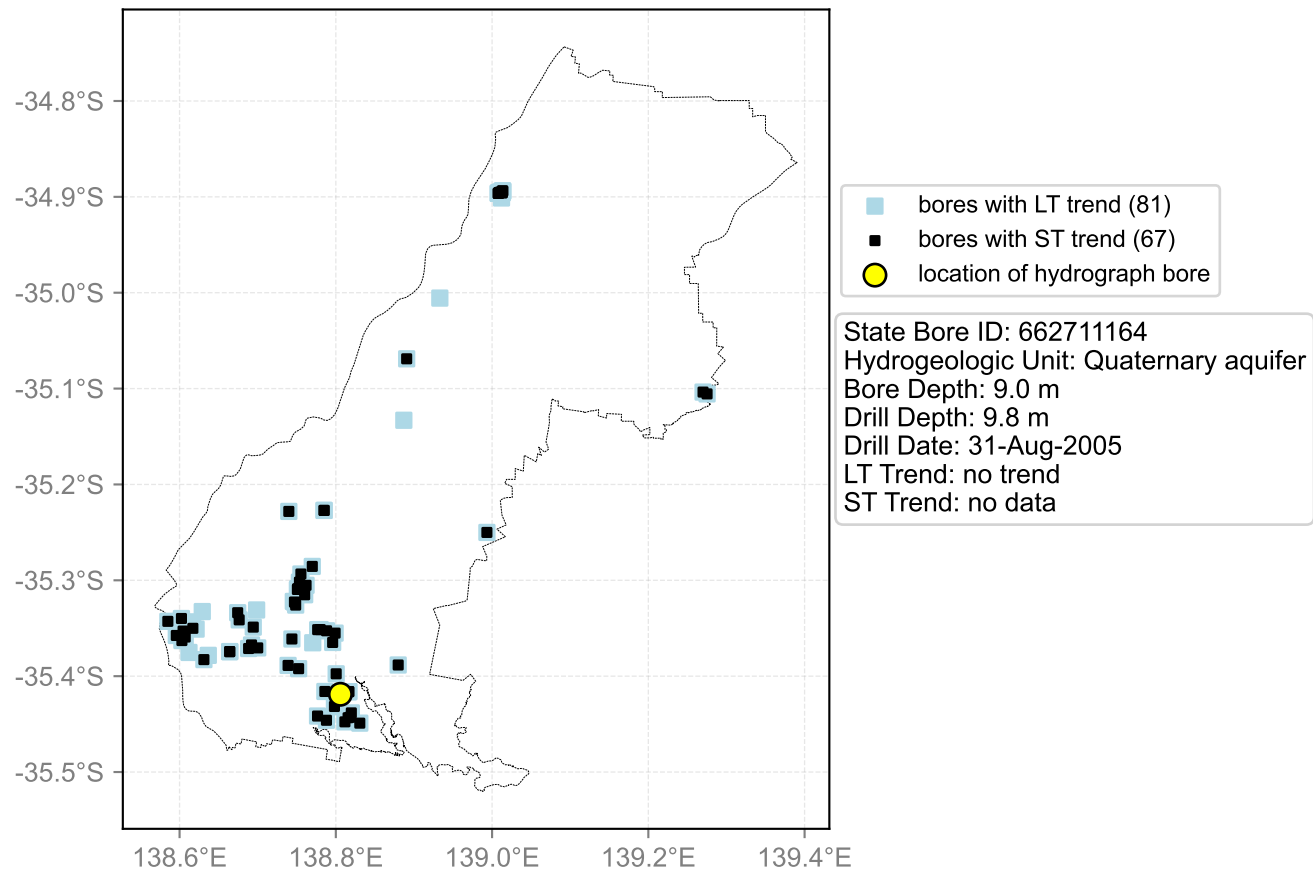 -34.8°S
-34.9°S
-35.0°S
-35.1°S
-35.2°S
-35.3°S
-35.4°S
-35.5°S
138.6°E 138.8°E 139.0°E 139.2°E 139.4°E
bores with LT trend (81)
bores with ST trend (67)
location of hydrograph bore
State Bore ID: 662711164
Hydrogeologic Unit: Quaternary aquifer
Bore Depth: 9.0 m
Drill Depth: 9.8 m
Drill Date: 31-Aug-2005
LT Trend: no trend
ST Trend: no data